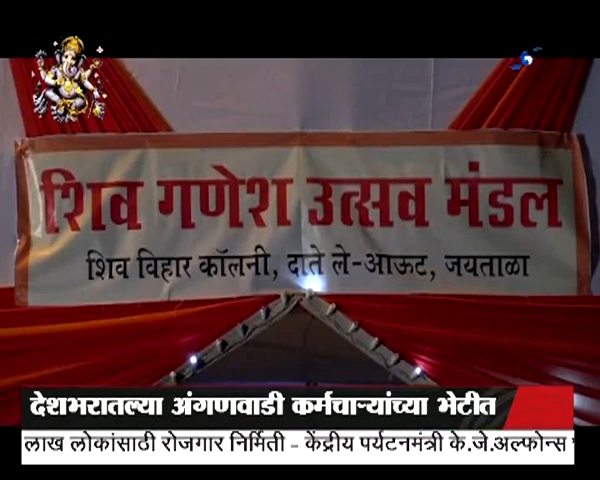 शिव गणेश उत्सव मंडल
शिव विहार कॉलनी, दाते ले-आऊट, जयताळा
देशभरातल्या अंगणवाडी कर्मचाऱ्यांच्या भेटीत
लाख लोकांसाठी रोजगार निर्मिती - केंद्रीय पर्यटनमंत्री के.जे.अल्फोन्स